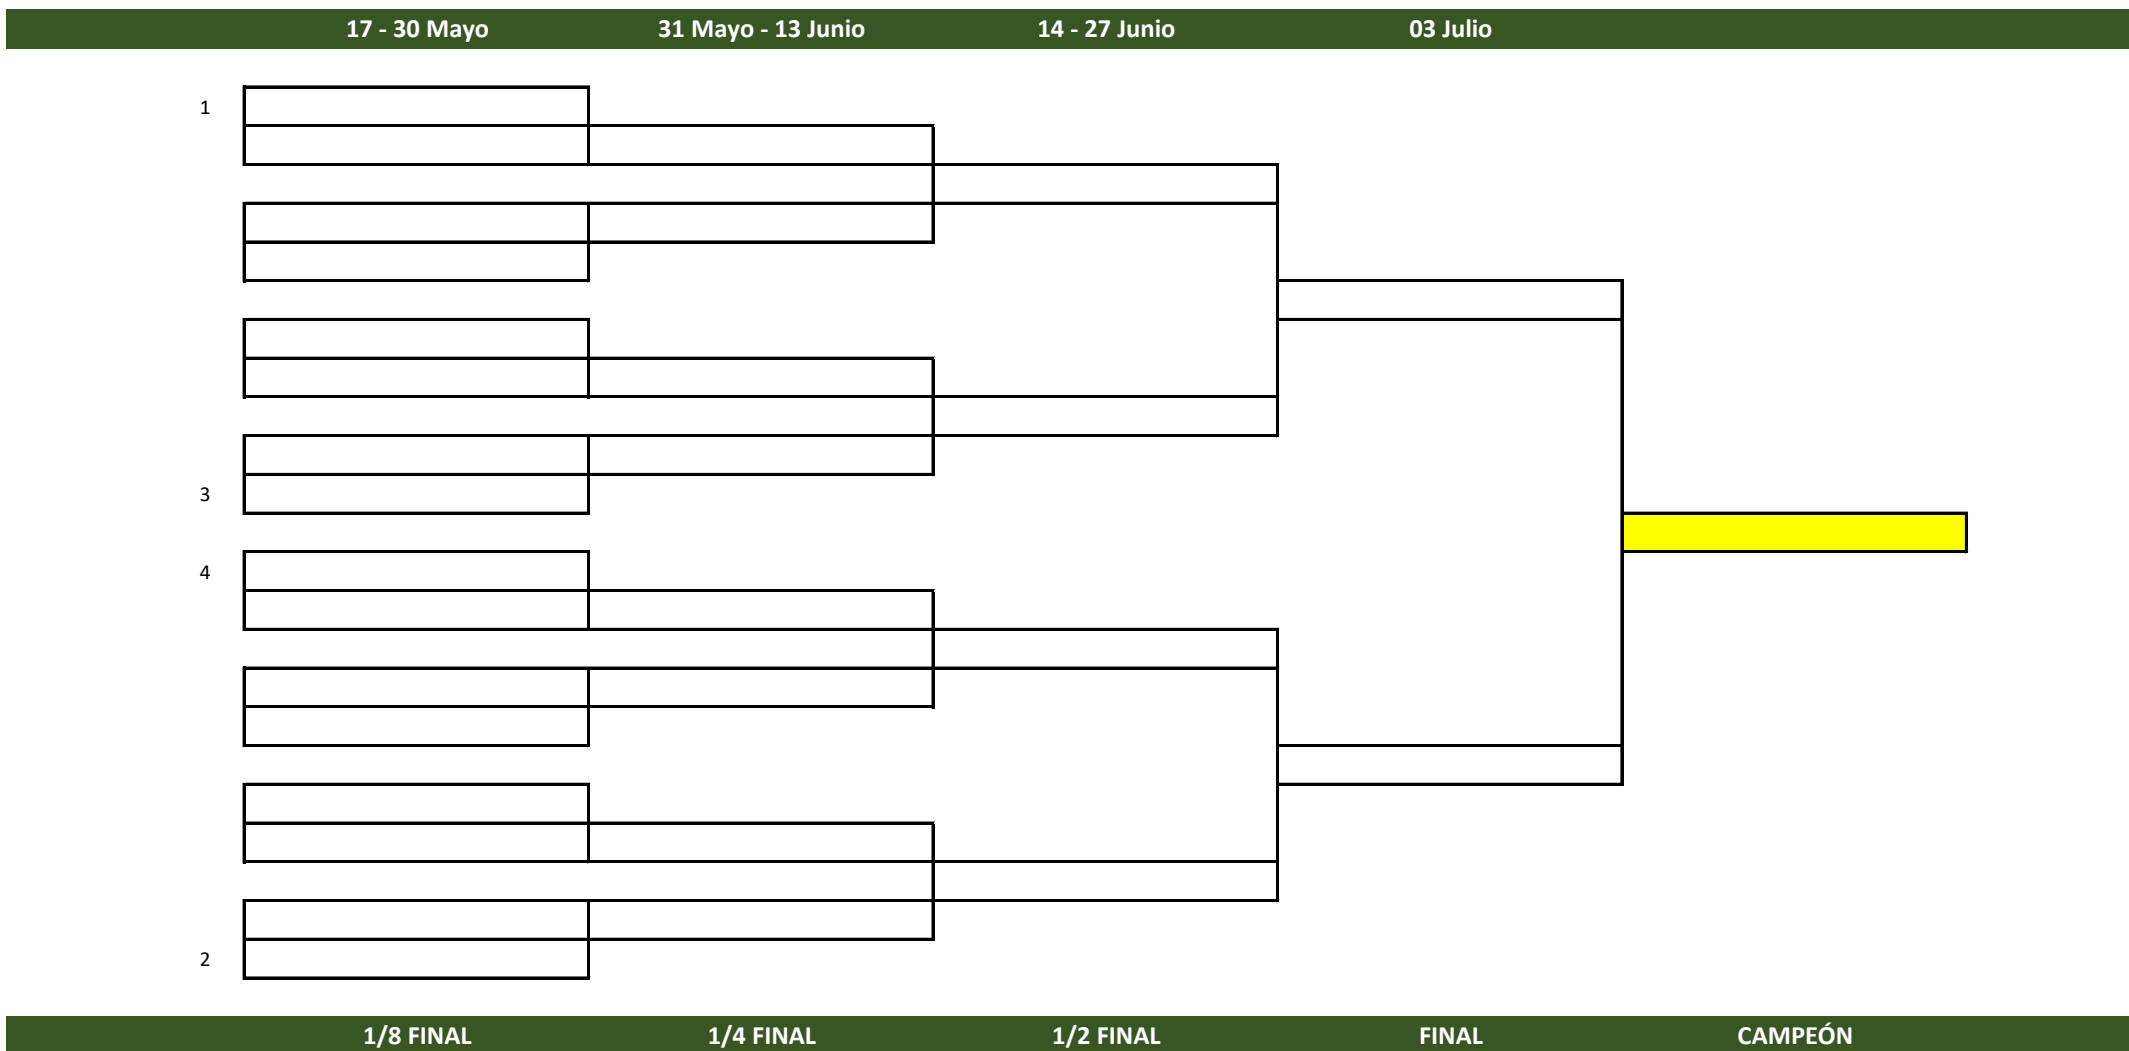 17 - 30 Mayo 31 Mayo - 13 Junio 14 - 27 Junio 03 Julio
1
3
4
2
1/8 FINAL 1/4 FINAL 1/2 FINAL FINAL CAMPEÓN